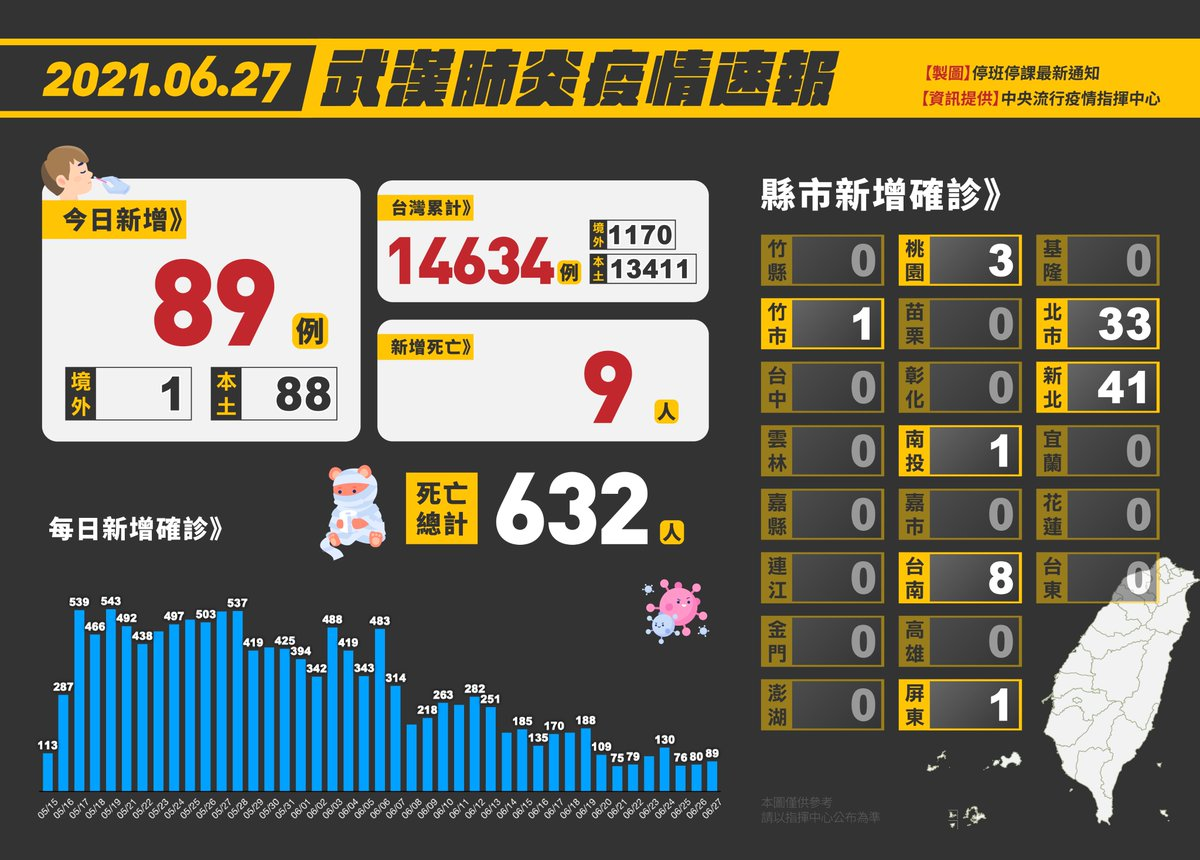 2021.06.27
武漢肺炎疫情速報
【製圖】停班停課最新通知
【資訊提供】中央流行疫情指揮中心
今日新增》
89例
境外 1
本土 88
台灣累計》
14634例
境外 1170
本土 13411
新增死亡》
9人
死亡總計 632人
縣市新增確診》
竹縣 0
桃園 3
基隆 0
竹市 1
苗栗 0
北市 33
台中 0
彰化 0
新北 41
雲林 0
南投 1
宜蘭 0
嘉縣 0
嘉市 0
花蓮 0
連江 0
台南 8
台東 0
金門 0
高雄 0
澎湖 0
屏東 1
每日新增確診》
113 287 539 466 543 492 438 497 503 537 419 425 394 342 488 419 343 483 314 218 263 282 251 185 135 170 188 109 75 79 130 76 80 89
05/15 05/16 05/17 05/18 05/19 05/21 05/22 05/23 05/24 05/25 05/26 05/27 05/28 05/29 05/30 05/31 06/01 06/02 06/03 06/04 06/05 06/06 06/07 06/08 06/09 06/10 06/11 06/12 06/13 06/14 06/15 06/16 06/17 06/18 06/19 06/20 06/21 06/22 06/23 06/24 06/25 06/26 06/27
本圖僅供參考
請以指揮中心公布為準